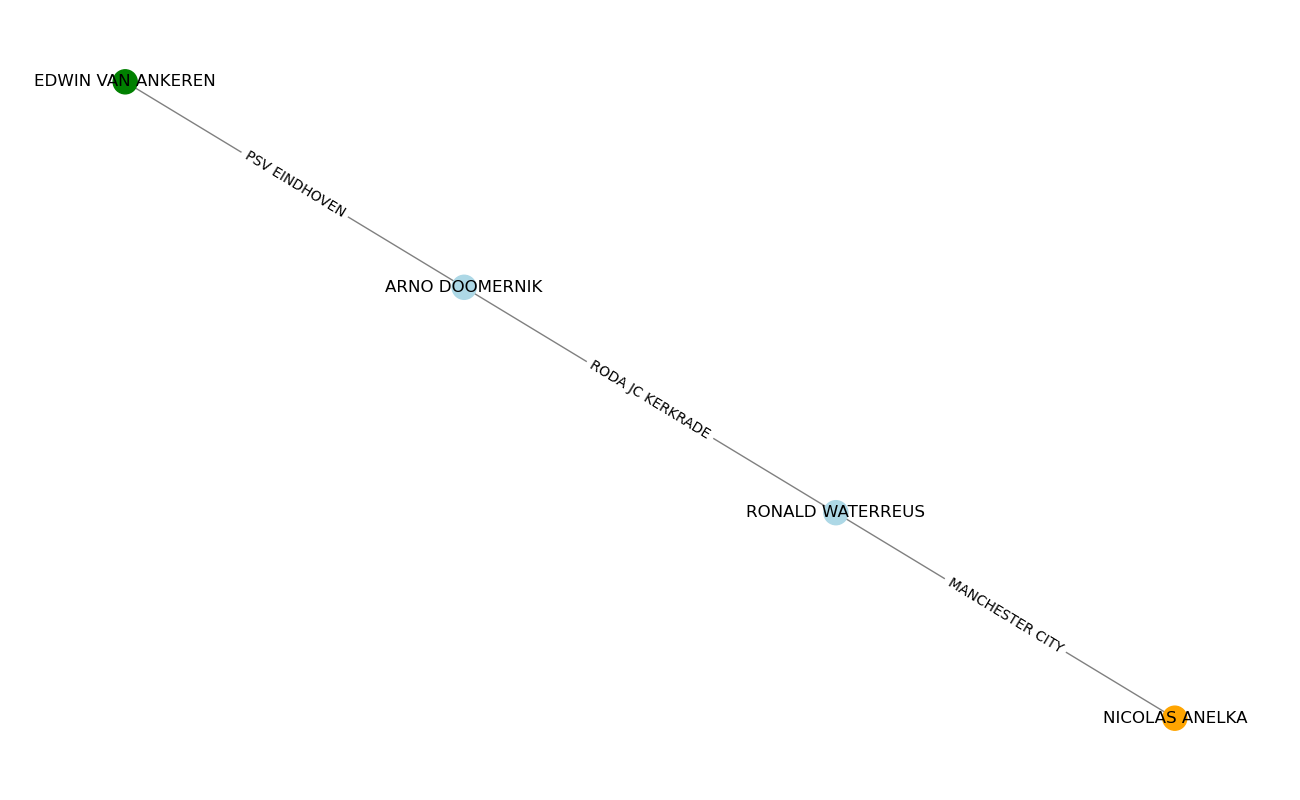 EDWIN VAN ANKEREN
PSV EINDHOVEN
ARNO DOOMERNIK
RODA JC KERKRADE
RONALD WATERREUS
MANCHESTER CITY
NICOLAS ANELKA